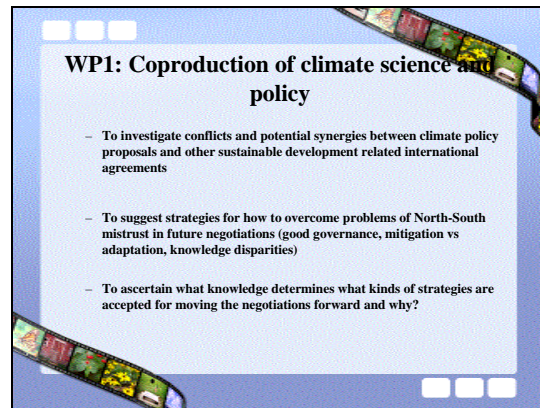 WP1: Coproduction of climate science and
policy
– To investigate conflicts and potential synergies between climate policy
proposals and other sustainable development related international
agreements
– To suggest strategies for how to overcome problems of North-South
mistrust in future negotiations (good governance, mitigation vs
adaptation, knowledge disparities)
– To ascertain what knowledge determines what kinds of strategies are
accepted for moving the negotiations forward and why?